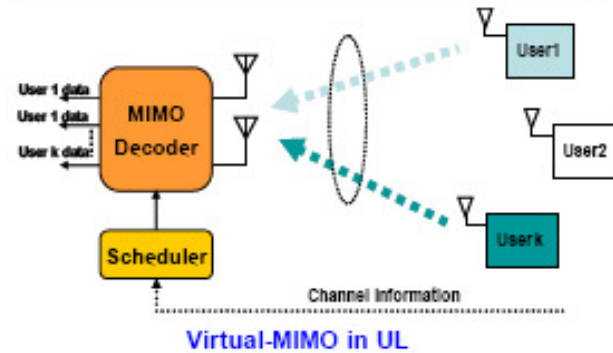 User 1 data
User 1 data
User k data
MIMO
Decoder
Scheduler
User1
User2
Userk
Channel Information
Virtual-MIMO in UL